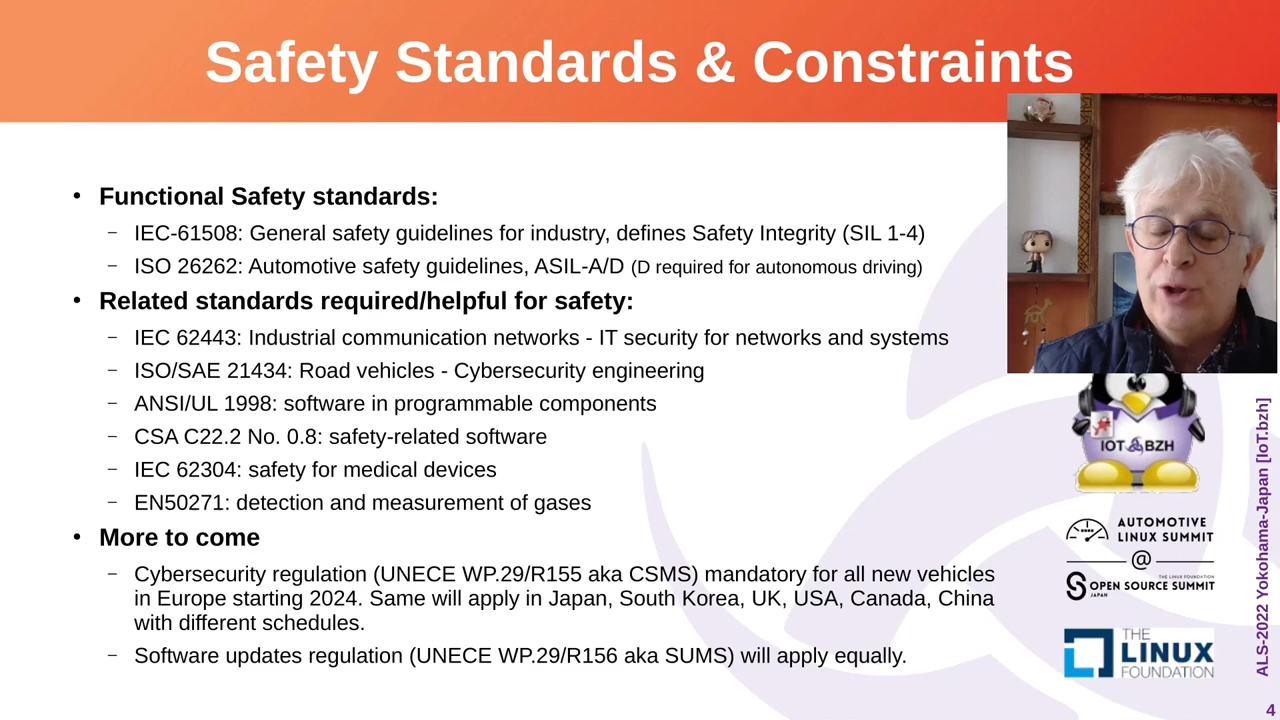 Safety Standards & Constraints
• Functional Safety standards:
– IEC-61508: General safety guidelines for industry, defines Safety Integrity (SIL 1-4)
– ISO 26262: Automotive safety guidelines, ASIL-A/D (D required for autonomous driving)
• Related standards required/helpful for safety:
– IEC 62443: Industrial communication networks - IT security for networks and systems
– ISO/SAE 21434: Road vehicles - Cybersecurity engineering
– ANSI/UL 1998: software in programmable components
– CSA C22.2 No. 0.8: safety-related software
– IEC 62304: safety for medical devices
– EN50271: detection and measurement of gases
• More to come
– Cybersecurity regulation (UNECE WP.29/R155 aka CSMS) mandatory for all new vehicles
in Europe starting 2024. Same will apply in Japan, South Korea, UK, USA, Canada, China
with different schedules.
– Software updates regulation (UNECE WP.29/R156 aka SUMS) will apply equally.
IOT BZH
AUTOMOTIVE
LINUX SUMMIT
@
THE LINUX FOUNDATION
OPEN SOURCE SUMMIT
JAPAN
THE
LINUX
FOUNDATION
ALS-2022 Yokohama-Japan [IoT.bzh]
4